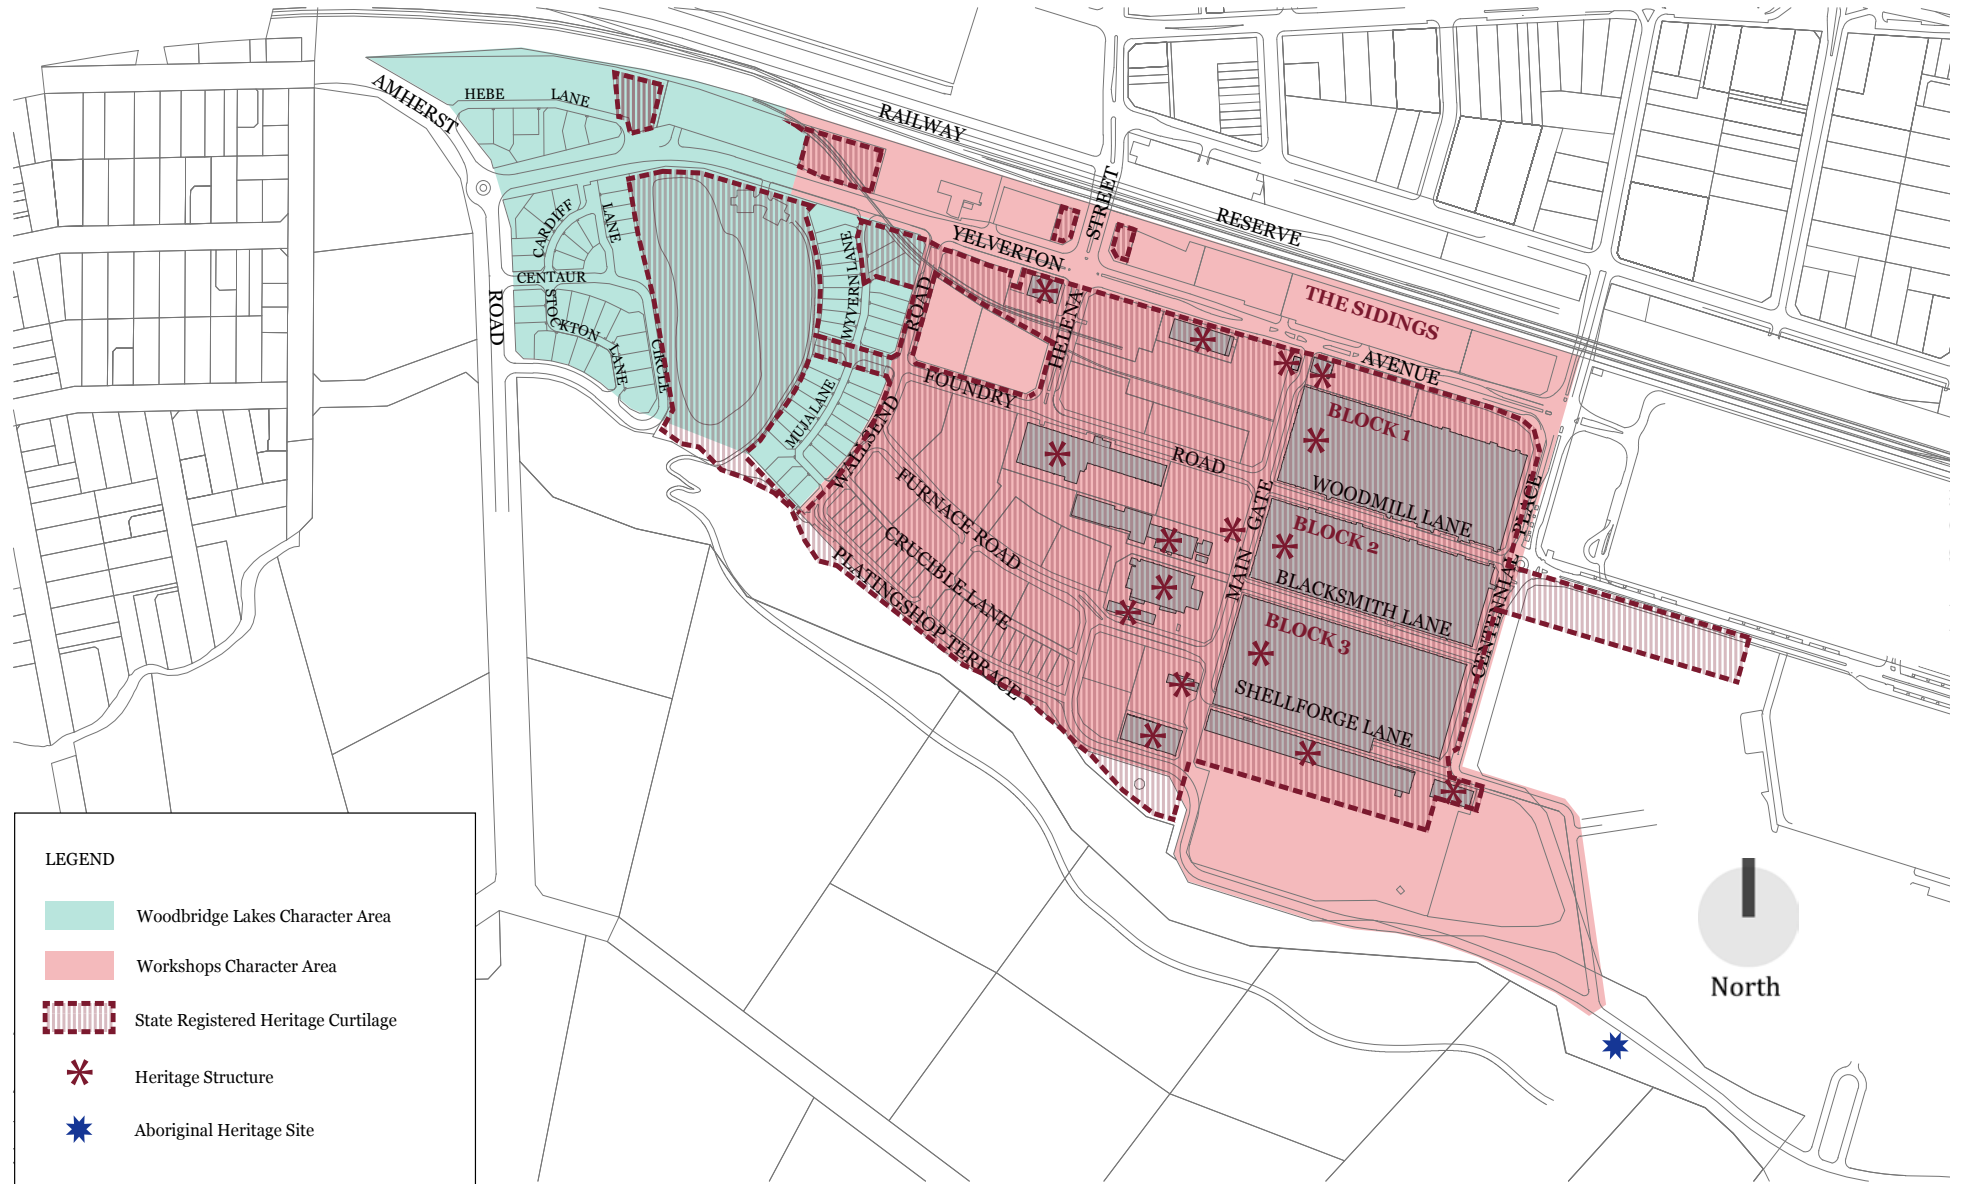 AMHERST
HEBE
LANE
RAILWAY
STREET
RESERVE
CARDIFF
LANE
YELVERTON
WYVERN LANE
CENTAUR
ROAD
STOCKTON
LANE
CIRCLE
ROAD
HELENA
THE SIDINGS
AVENUE
FOUNDRY
MUJA LANE
WALLSEND
ROAD
BLOCK 1
WOODMILL LANE
FURNACE ROAD
MAIN GATE
PLACE
BLOCK 2
CRUCIBLE LANE
BLACKSMITH LANE
PLATINGSHOP TERRACE
BLOCK 3
CENTENNIAL
SHELLFORGE LANE
LEGEND
Woodbridge Lakes Character Area
Workshops Character Area
State Registered Heritage Curtilage
Heritage Structure
Aboriginal Heritage Site
North